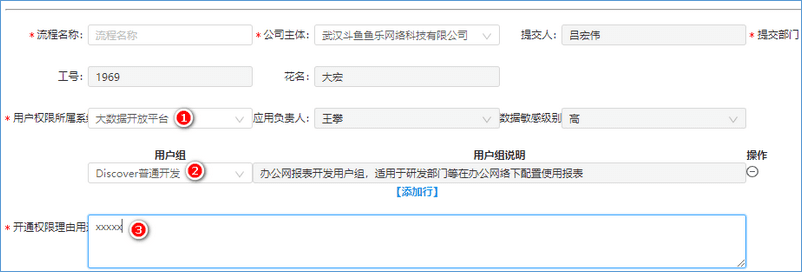 * 流程名称: 流程名称 * 公司主体: 武汉斗鱼鱼乐网络科技有限公司 提交人: 吕宏伟 * 提交部门
工号: 1969 花名: 大宏
* 用户权限所属系统 大数据开放平台 1 应用负责人: 王攀 数据敏感级别 高
用户组 用户组说明 操作
Discover普通开发 2 办公网报表开发用户组，适用于研发部门等在办公网络下配置使用报表
【添加行】
* 开通权限理由用途 xxxxx 3